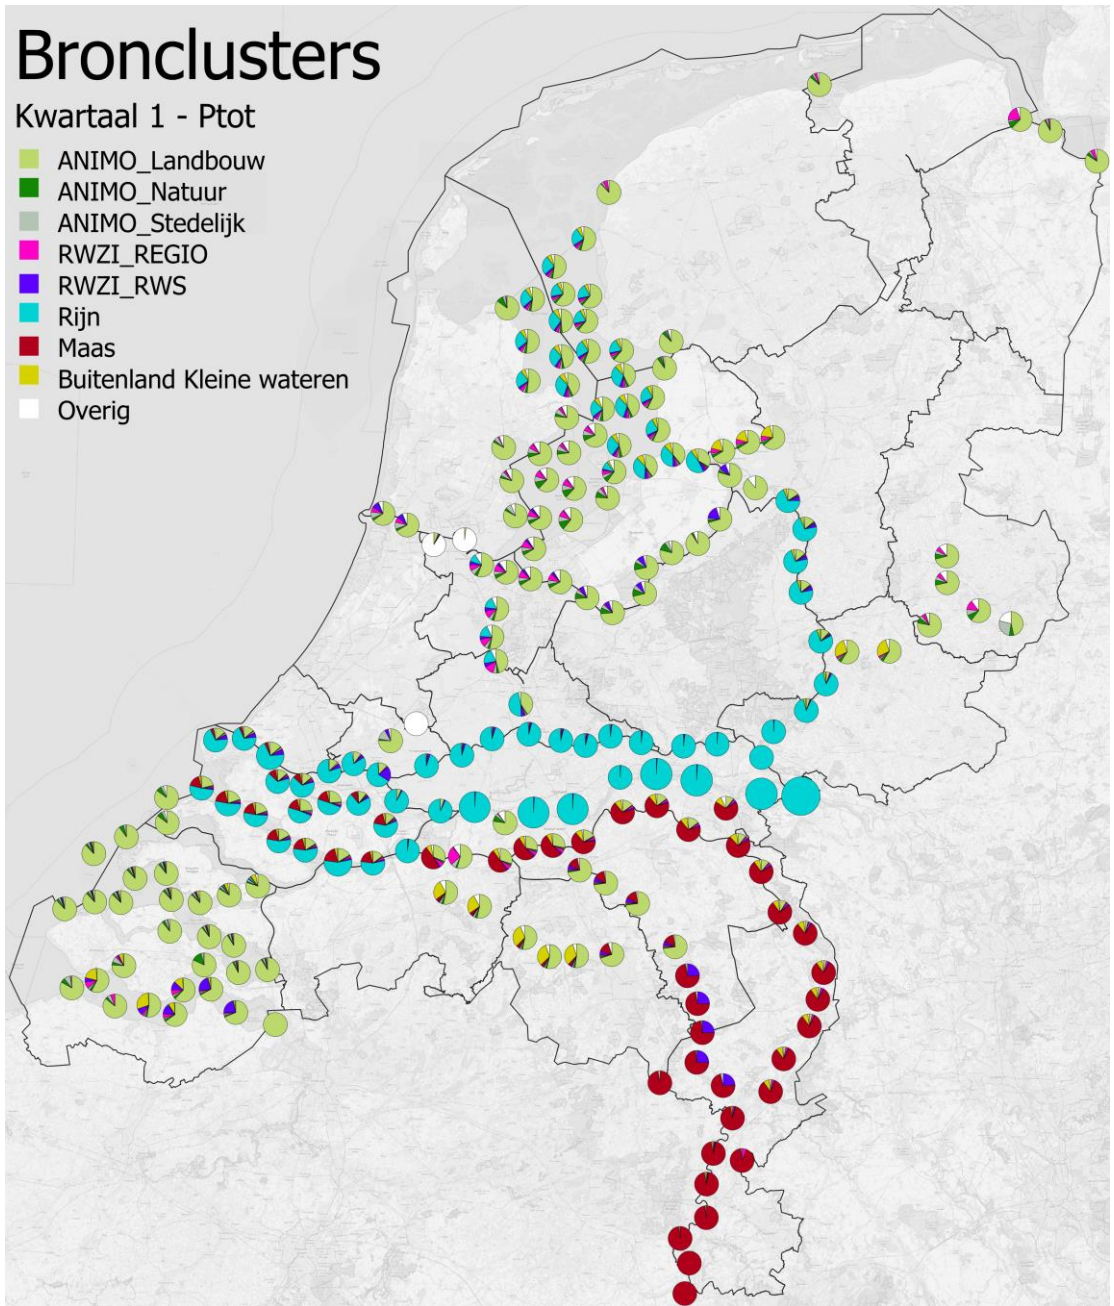 Bronclusters
Kwartaal 1 - Ptot
ANIMO_Landbouw
ANIMO_Natuur
ANIMO_Stedelijk
RWZI_REGIO
RWZI_RWS
Rijn
Maas
Buitenland Kleine wateren
Overig